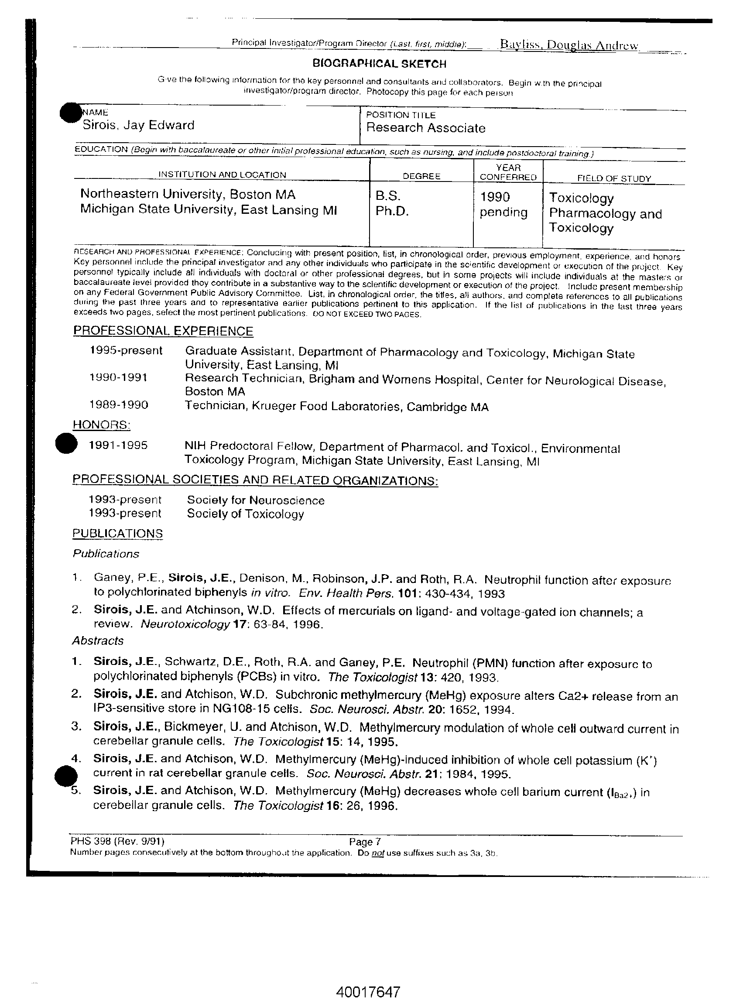 Principal Investigator/Program Director (Last, first, middle): Bayliss, Douglas Andrew
BIOGRAPHICAL SKETCH
Give the following information for the key personnel and consultants and collaborators. Begin with the principal
investigator/program director. Photocopy this page for each person
NAME
Sirois, Jay Edward
POSITION TITLE
Research Associate
EDUCATION (Begin with baccalaureate or other initial professional education, such as nursing, and include postdoctoral training.)
INSTITUTION AND LOCATION DEGREE YEAR CONFERRED FIELD OF STUDY
Northeastern University, Boston MA B.S. 1990 Toxicology
Michigan State University, East Lansing MI Ph.D. pending Pharmacology and
Toxicology
RESEARCH AND PROFESSIONAL EXPERIENCE: Concluding with present position, list, in chronological order, previous employment, experience, and honors.
Key personnel include the principal investigator and any other individuals who participate in the scientific development or execution of the project. Key
personnel typically include all individuals with doctoral or other professional degrees, but in some projects will include individuals at the masters or
baccalaureate level provided they contribute in a substantive way to the scientific development or execution of the project. Include present membership
on any Federal Government Public Advisory Committee. List, in chronological order, the titles, all authors, and complete references to all publications
during the past three years and to representative earlier publications pertinent to this application. If the list of publications in the last three years
exceeds two pages, select the most pertinent publications. DO NOT EXCEED TWO PAGES.
PROFESSIONAL EXPERIENCE
1995-present Graduate Assistant, Department of Pharmacology and Toxicology, Michigan State
University, East Lansing, MI
1990-1991 Research Technician, Brigham and Womens Hospital, Center for Neurological Disease,
Boston MA
1989-1990 Technician, Krueger Food Laboratories, Cambridge MA
HONORS:
1991-1995 NIH Predoctoral Fellow, Department of Pharmacol. and Toxicol., Environmental
Toxicology Program, Michigan State University, East Lansing, MI
PROFESSIONAL SOCIETIES AND RELATED ORGANIZATIONS:
1993-present Society for Neuroscience
1993-present Society of Toxicology
PUBLICATIONS
Publications
1. Ganey, P.E., Sirois, J.E., Denison, M., Robinson, J.P. and Roth, R.A. Neutrophil function after exposure
to polychlorinated biphenyls in vitro. Env. Health Pers. 101: 430-434, 1993
2. Sirois, J.E. and Atchinson, W.D. Effects of mercurials on ligand- and voltage-gated ion channels; a
review. Neurotoxicology 17: 63-84, 1996.
Abstracts
1. Sirois, J.E., Schwartz, D.E., Roth, R.A. and Ganey, P.E. Neutrophil (PMN) function after exposure to
polychlorinated biphenyls (PCBs) in vitro. The Toxicologist 13: 420, 1993.
2. Sirois, J.E. and Atchison, W.D. Subchronic methylmercury (MeHg) exposure alters Ca2+ release from an
IP3-sensitive store in NG108-15 cells. Soc. Neurosci. Abstr. 20: 1652, 1994.
3. Sirois, J.E., Bickmeyer, U. and Atchison, W.D. Methylmercury modulation of whole cell outward current in
cerebellar granule cells. The Toxicologist 15: 14, 1995.
4. Sirois, J.E. and Atchison, W.D. Methylmercury (MeHg)-induced inhibition of whole cell potassium (K+)
current in rat cerebellar granule cells. Soc. Neurosci. Abstr. 21: 1984, 1995.
5. Sirois, J.E. and Atchison, W.D. Methylmercury (MeHg) decreases whole cell barium current (IBa2+) in
cerebellar granule cells. The Toxicologist 16: 26, 1996.
PHS 398 (Rev. 9/91) Page 7
Number pages consecutively at the bottom throughout the application. Do not use suffixes such as 3a, 3b.
40017647